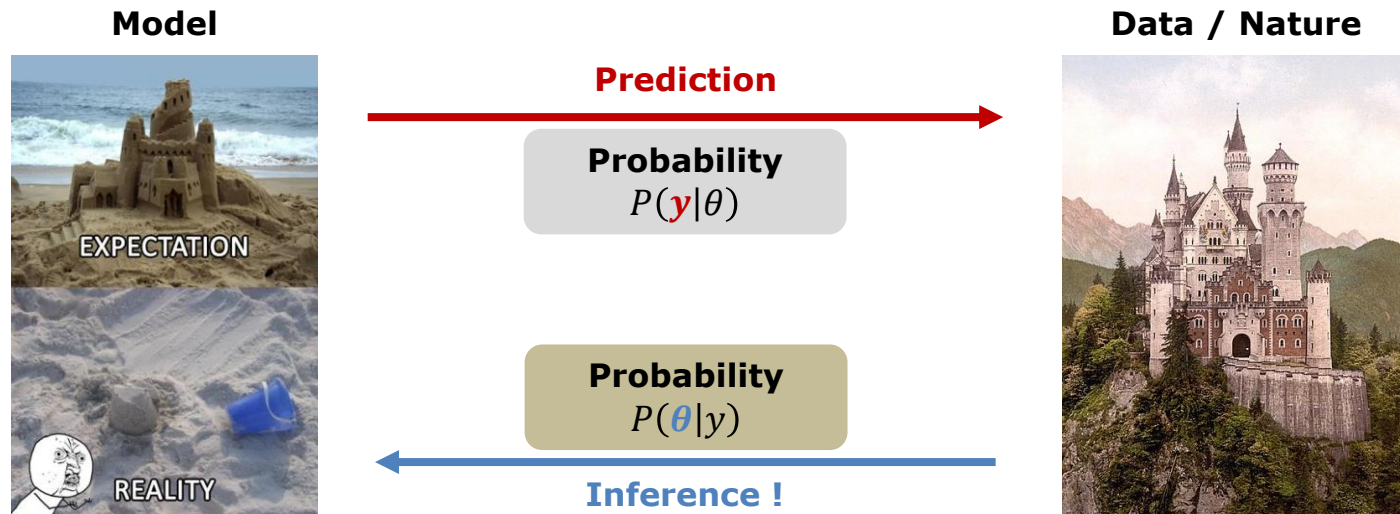 Model
Data / Nature
Prediction
Probability
P(y|θ)
EXPECTATION
Probability
P(θ|y)
REALITY
Inference !